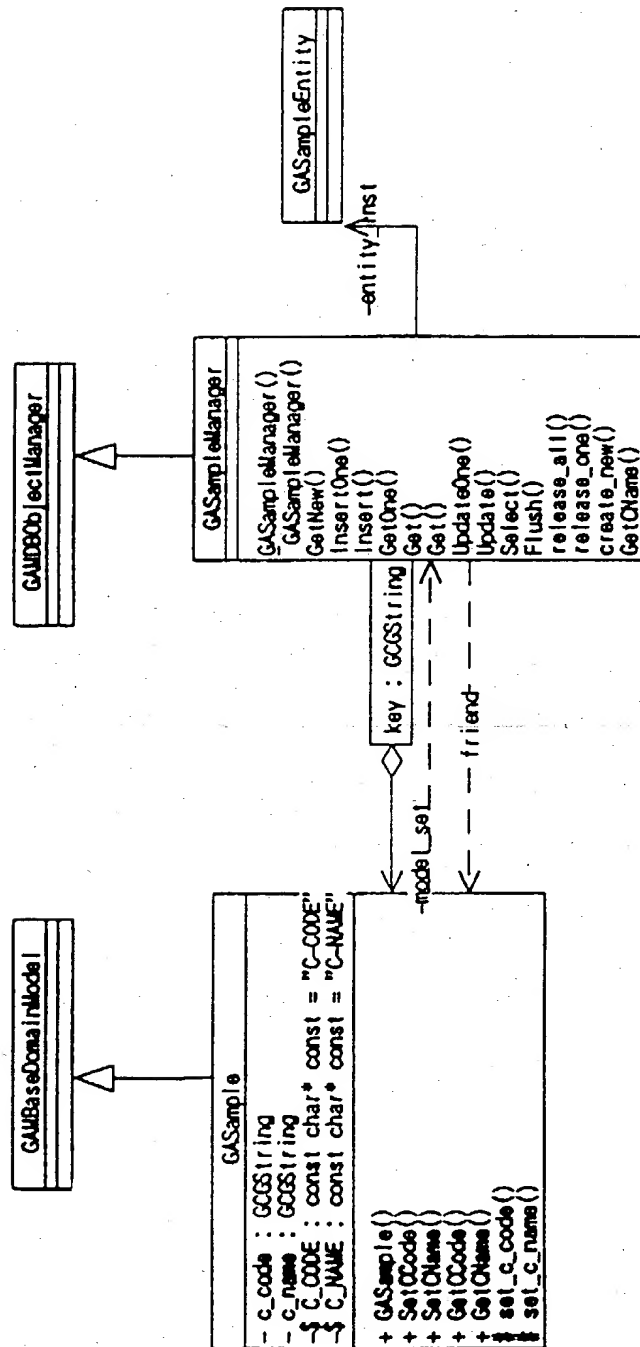 GAMBaseDomainModel
GASample
- c_code : GCGString
- c_name : GCGString
-$ C_CODE : const char* const = "C-CODE"
-$ C_NAME : const char* const = "C-NAME"
+ GASample()
+ SetCCode()
+ SetCName()
+ GetCCode()
+ GetCName()
# set_c_code()
# set_c_name()
-model_set
friend
key : GCGString
GAMDBObjectManager
GASampleManager
GASampleManager()
GASampleManager()
GetNew()
InsertOne()
Insert()
GetOne()
Get()
Get()
UpdateOne()
Update()
Select()
Flush()
release_all()
release_one()
create_new()
GetCName()
-entity_inst
GASampleEntity